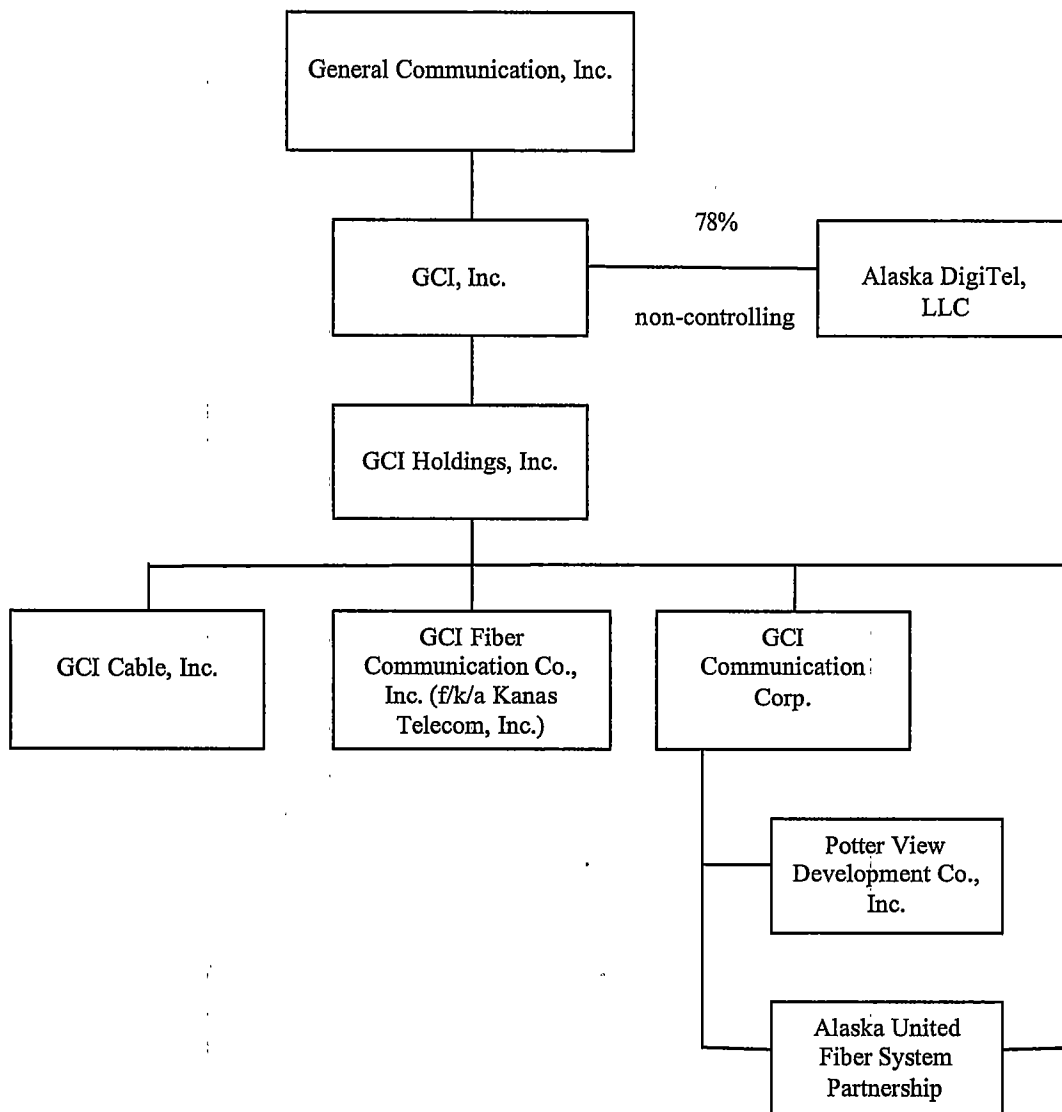 General Communication, Inc.
78%
GCI, Inc.
Alaska DigiTel,
LLC
non-controlling
GCI Holdings, Inc.
GCI Cable, Inc.
GCI Fiber
Communication Co.,
Inc. (f/k/a Kanas
Telecom, Inc.)
GCI
Communication
Corp.
Potter View
Development Co.,
Inc.
Alaska United
Fiber System
Partnership